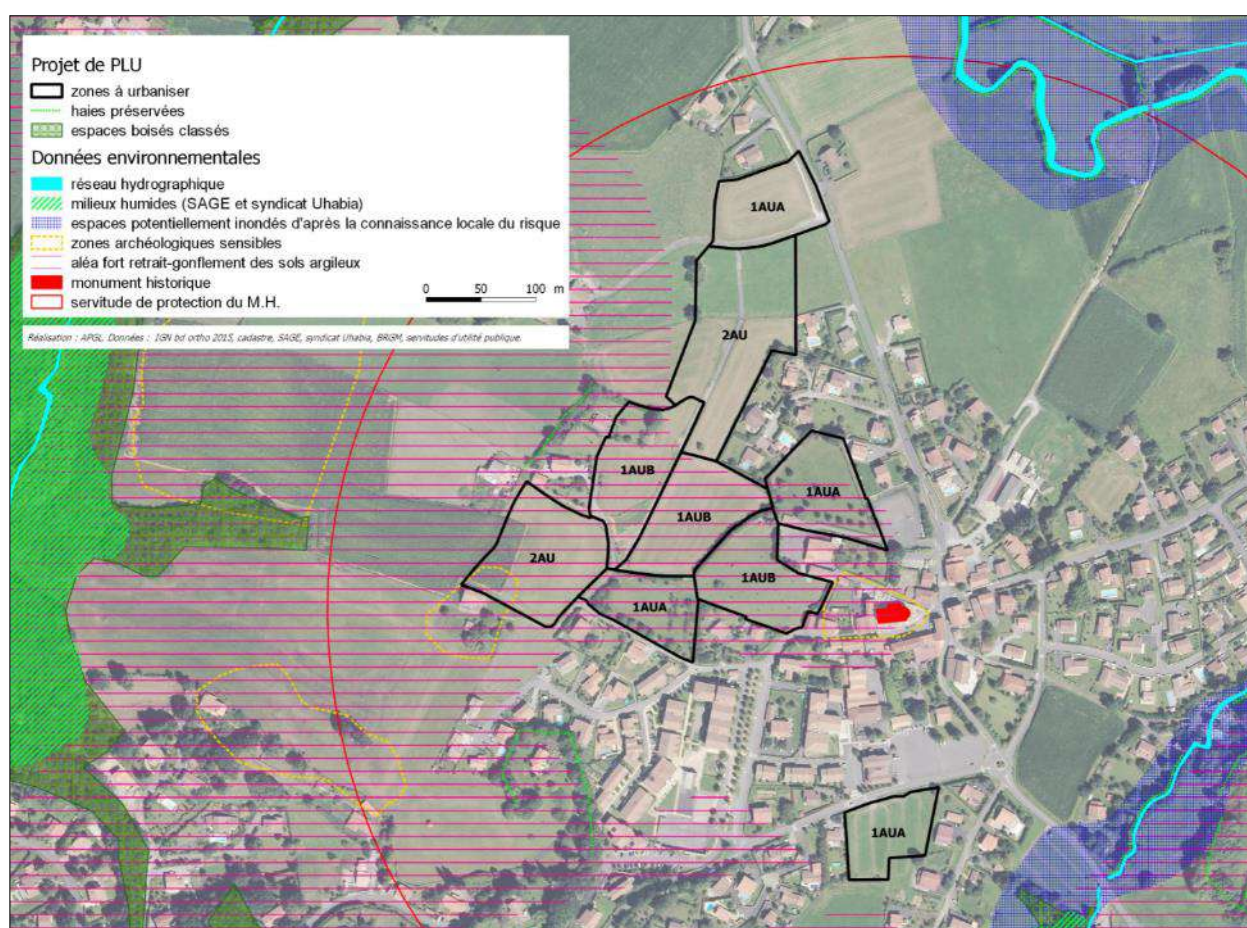 Projet de PLU
zones à urbaniser
haies préservées
espaces boisés classés
Données environnementales
réseau hydrographique
milieux humides (SAGE et syndicat Uhabia)
espaces potentiellement inondés d'après la connaissance locale du risque
zones archéologiques sensibles
aléa fort retrait-gonflement des sols argileux
monument historique
servitude de protection du M.H.
0 50 100 m
Réalisation : APGL. Données : IGN bd ortho 2015, cadastre, SAGE, syndicat Uhabia, BRGM, servitudes d'utilité publique.
1AUA
2AU
1AUB
1AUA
1AUB
2AU
1AUB
1AUA
1AUA